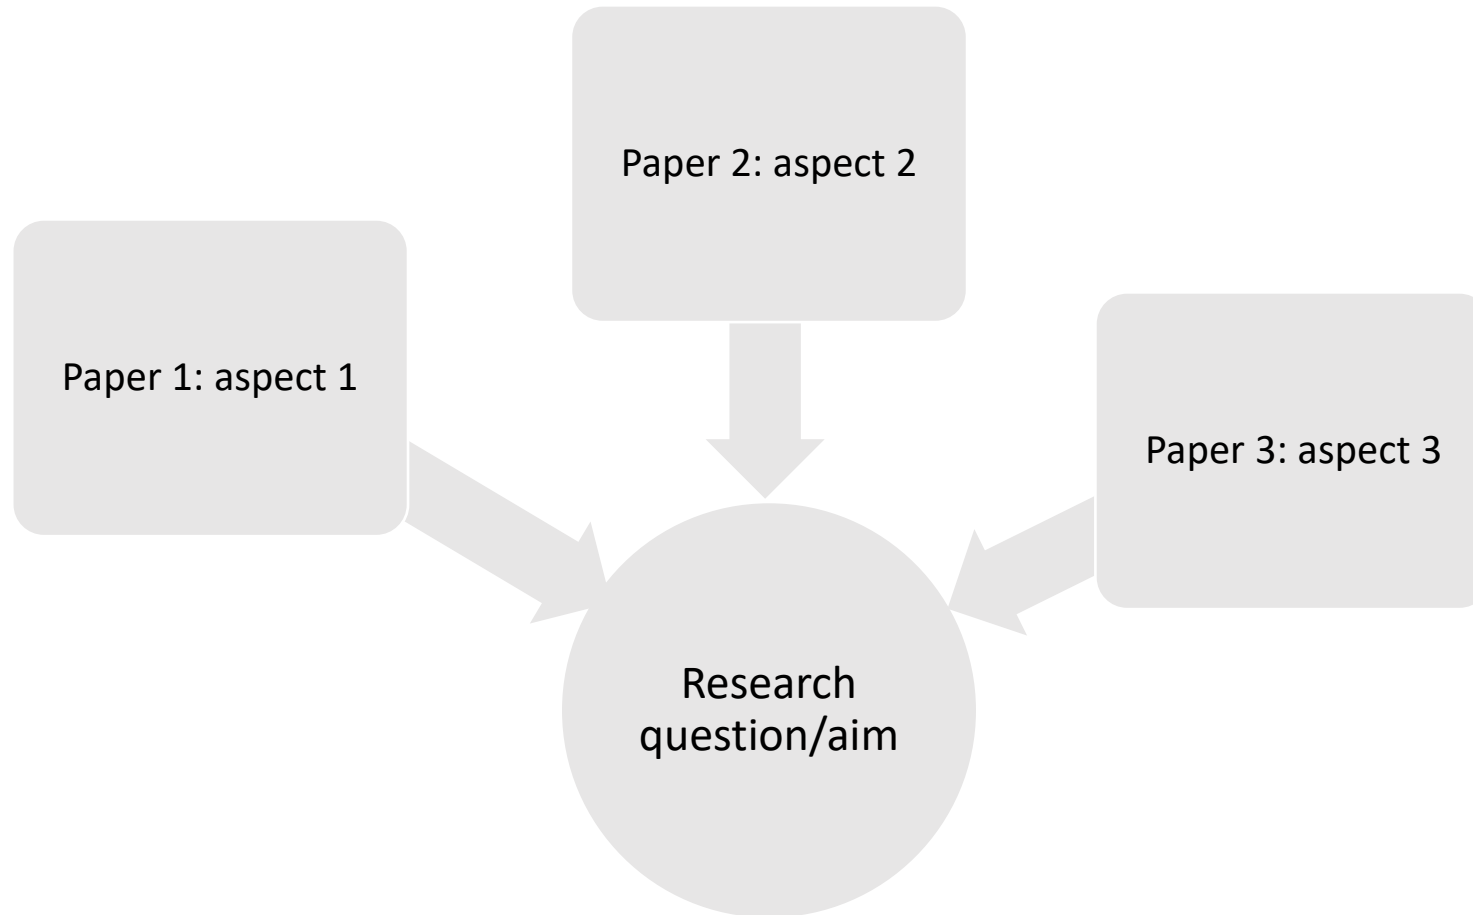 Paper 2: aspect 2
Paper 1: aspect 1
Paper 3: aspect 3
Research
question/aim